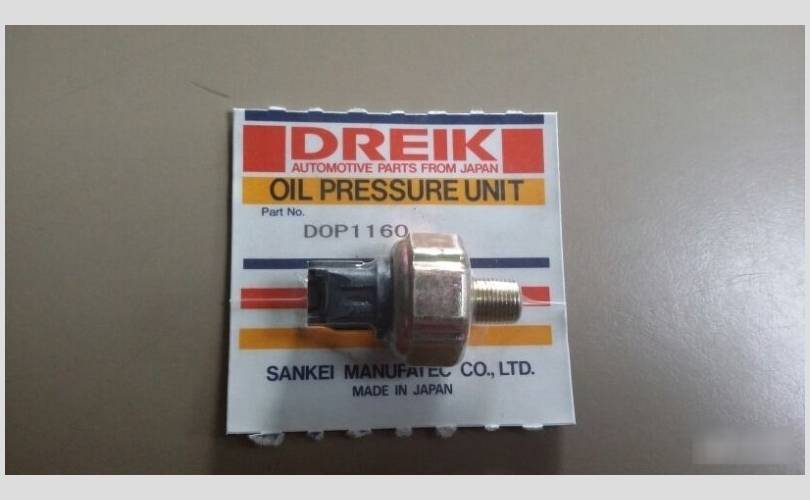 DREIK
AUTOMOTIVE PARTS FROM JAPAN
OIL PRESSURE UNIT
Part No.
DOP1160
SANKEI MANUFATEC CO., LTD.
MADE IN JAPAN